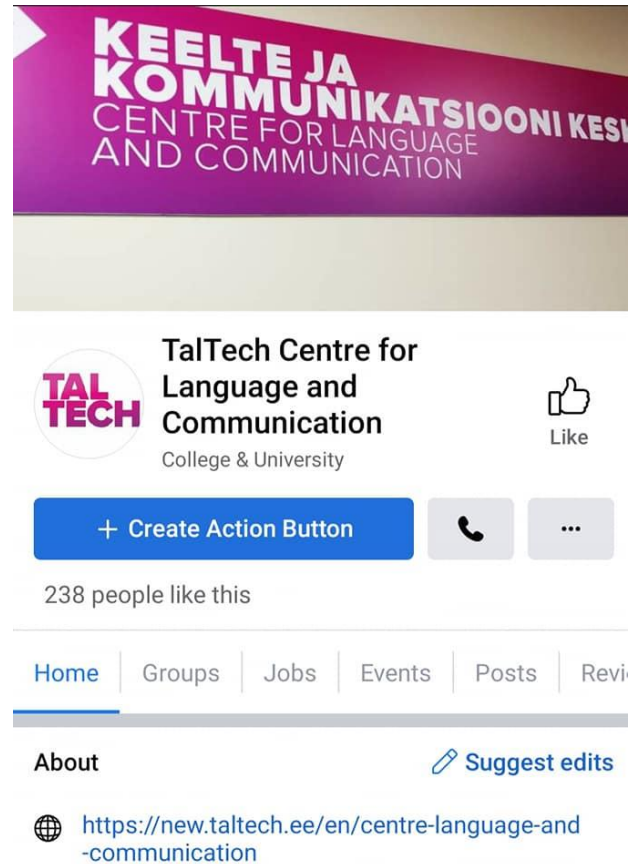 KEELTE JA
KOMMUNIKATSIOONI
CENTRE FOR LANGUAGE
AND COMMUNICATION
TAL
TECH
TalTech Centre for
Language and
Communication
College & University
Like
+ Create Action Button
...
238 people like this
Home Groups Jobs Events Posts
About
Suggest edits
https://new.taltech.ee/en/centre-language-and
-communication